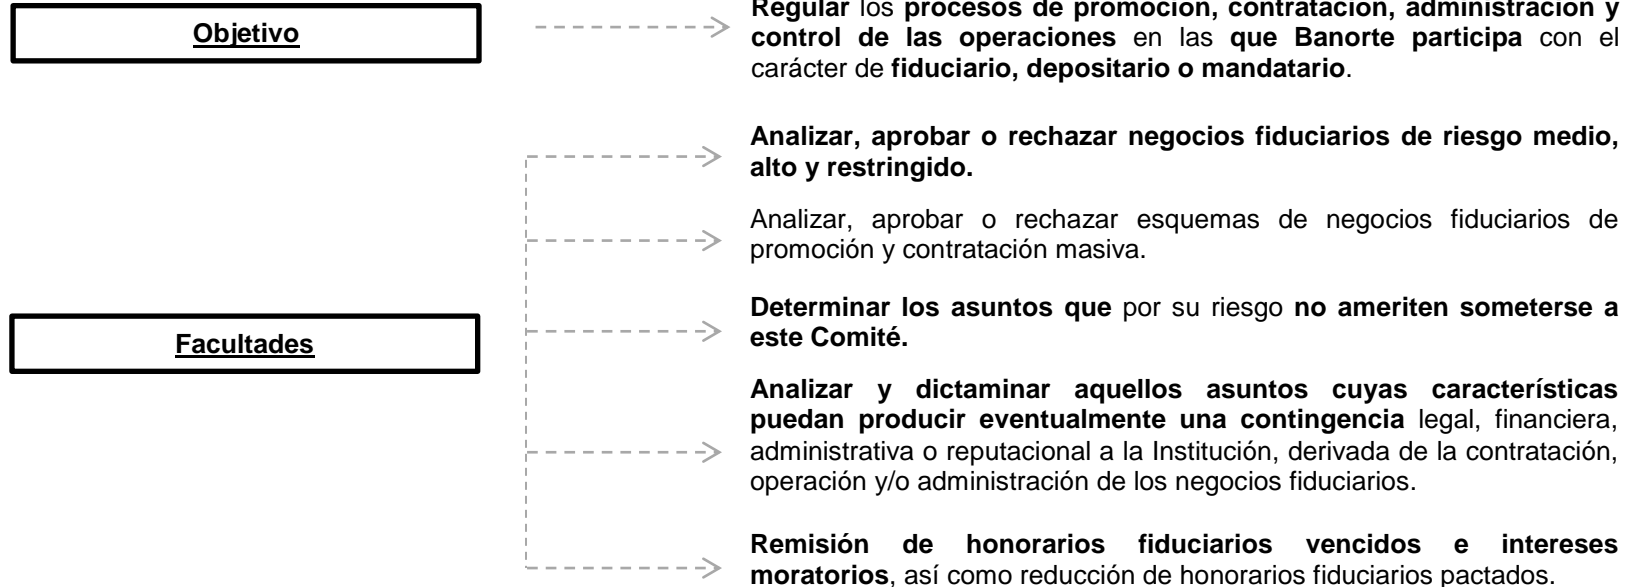 Objetivo
Regular los procesos de promoción, contratación, administración y
control de las operaciones en las que Banorte participa con el
carácter de fiduciario, depositario o mandatario.
Facultades
Analizar, aprobar o rechazar negocios fiduciarios de riesgo medio,
alto y restringido.
Analizar, aprobar o rechazar esquemas de negocios fiduciarios de
promoción y contratación masiva.
Determinar los asuntos que por su riesgo no ameriten someterse a
este Comité.
Analizar y dictaminar aquellos asuntos cuyas características
puedan producir eventualmente una contingencia legal, financiera,
administrativa o reputacional a la Institución, derivada de la contratación,
operación y/o administración de los negocios fiduciarios.
Remisión de honorarios fiduciarios vencidos e intereses
moratorios, así como reducción de honorarios fiduciarios pactados.